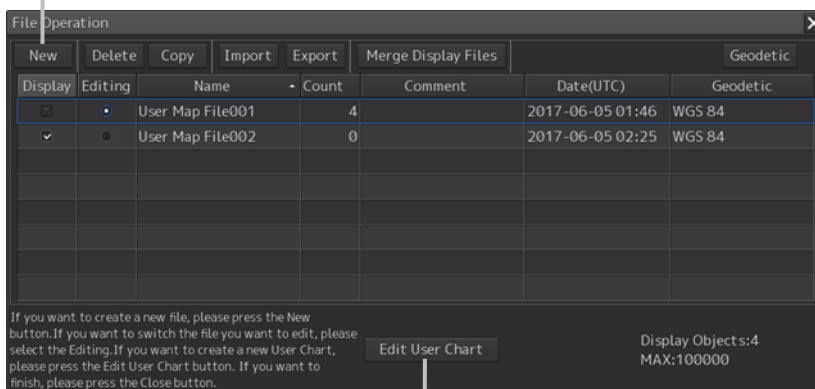 File Operation
New Delete Copy Import Export Merge Display Files Geodetic
Display Editing Name Count Comment Date(UTC) Geodetic
User Map File001 4 2017-06-05 01:46 WGS 84
User Map File002 0 2017-06-05 02:25 WGS 84
If you want to create a new file, please press the New
button.If you want to switch the file you want to edit, please
select the Editing.If you want to create a new User Chart,
please press the Edit User Chart button. If you want to
finish, please press the Close button.
Edit User Chart
Display Objects:4
MAX:100000